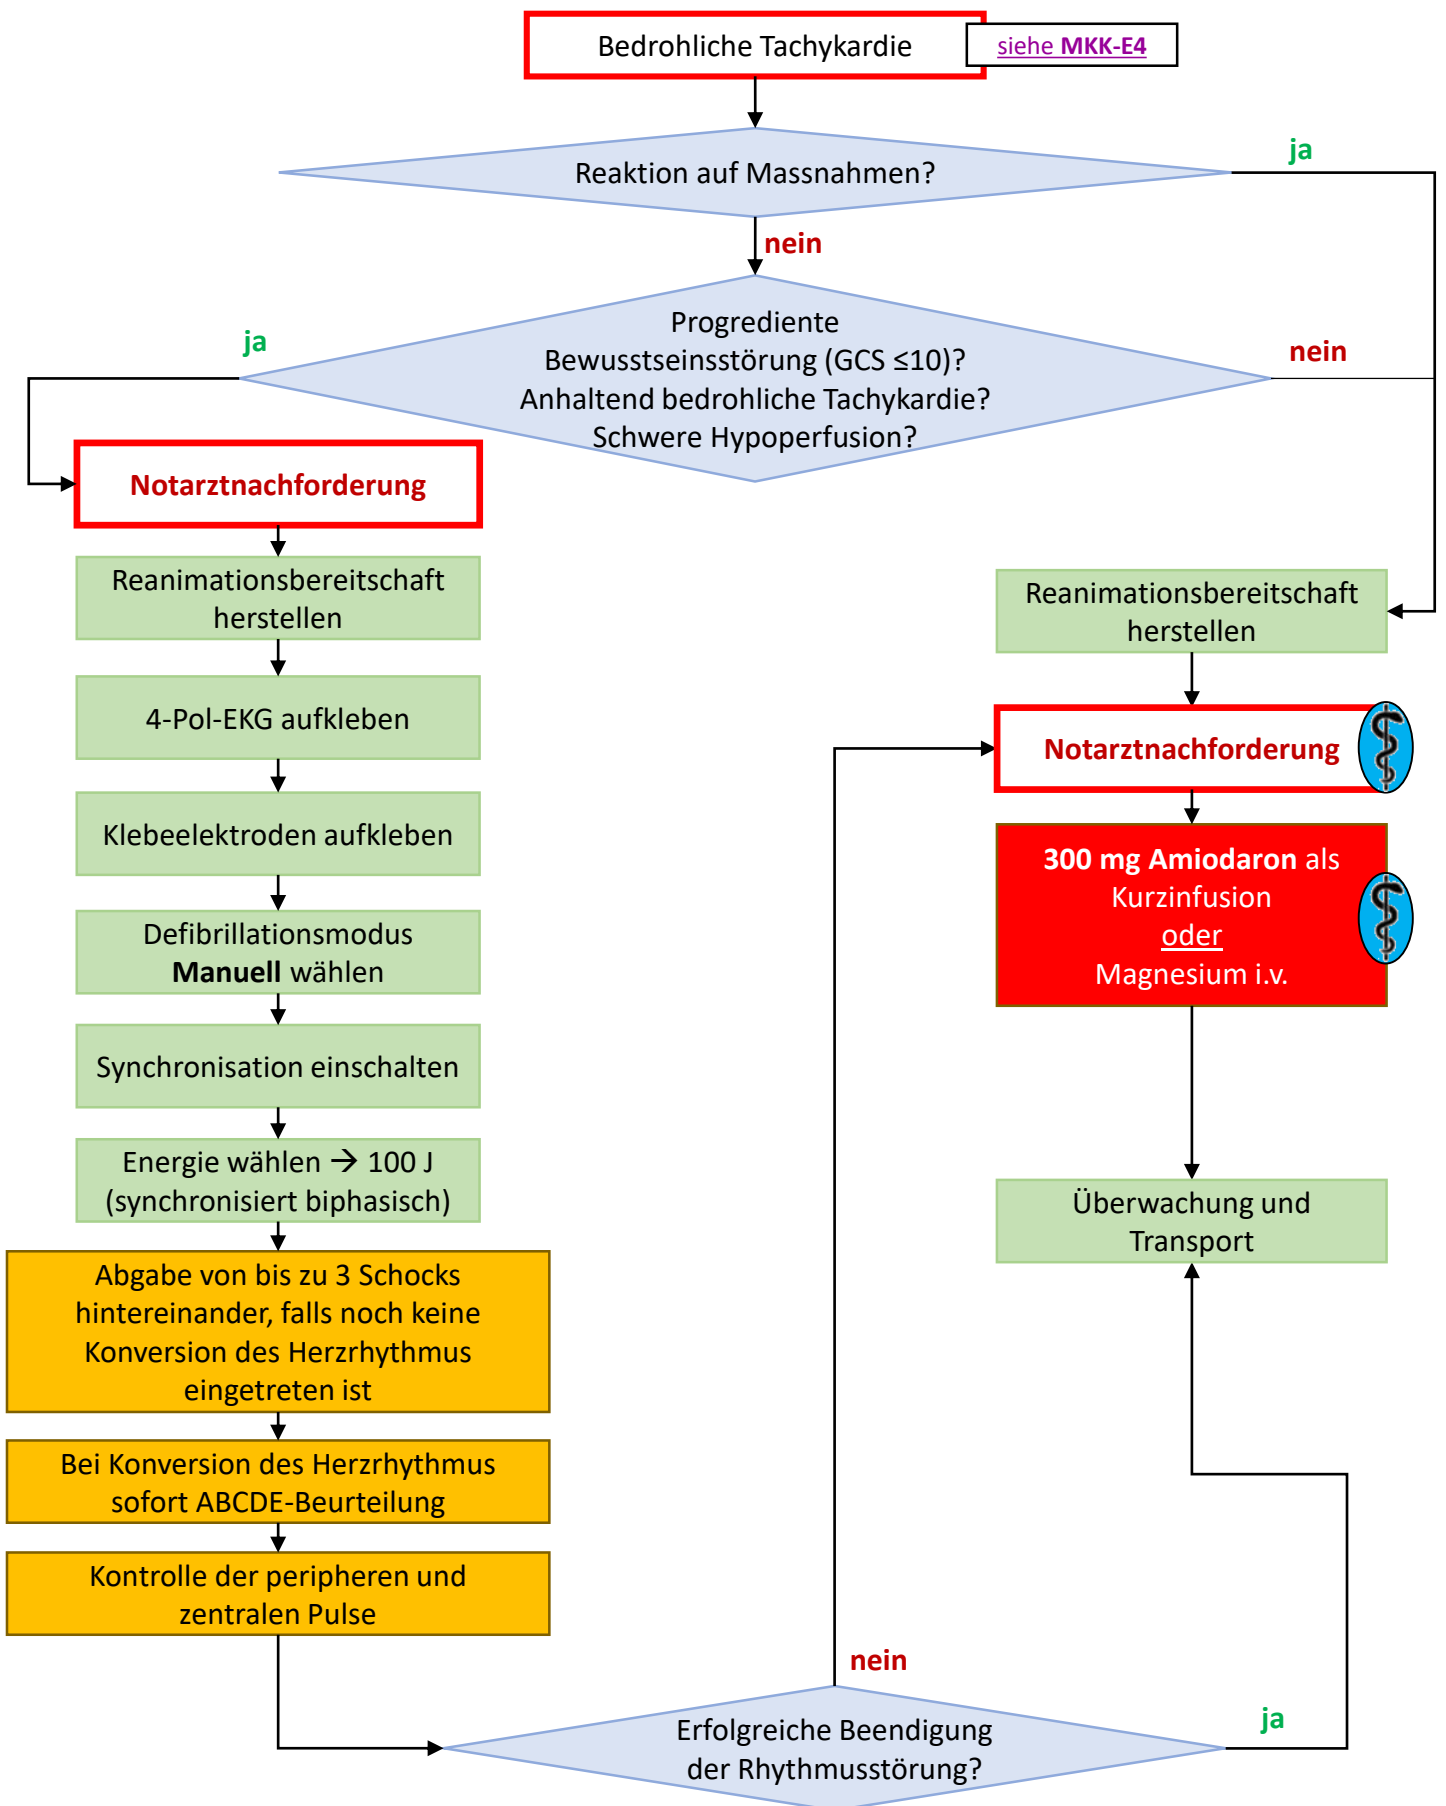 Bedrohliche Tachykardie
siehe MKK-E4
Reaktion auf Massnahmen?
ja
nein
Progrediente
Bewusstseinsstörung (GCS ≤10)?
Anhaltend bedrohliche Tachykardie?
Schwere Hypoperfusion?
ja
nein
Notarztnachforderung
Reanimationsbereitschaft
herstellen
4-Pol-EKG aufkleben
Klebeelektroden aufkleben
Defibrillationsmodus
Manuell wählen
Synchronisation einschalten
Energie wählen → 100 J
(synchronisiert biphasisch)
Abgabe von bis zu 3 Schocks
hintereinander, falls noch keine
Konversion des Herzrhythmus
eingetreten ist
Bei Konversion des Herzrhythmus
sofort ABCDE-Beurteilung
Kontrolle der peripheren und
zentralen Pulse
Erfolgreiche Beendigung
der Rhythmusstörung?
nein
ja
Reanimationsbereitschaft
herstellen
Notarztnachforderung
300 mg Amiodaron als
Kurzinfusion
oder
Magnesium i.v.
Überwachung und
Transport